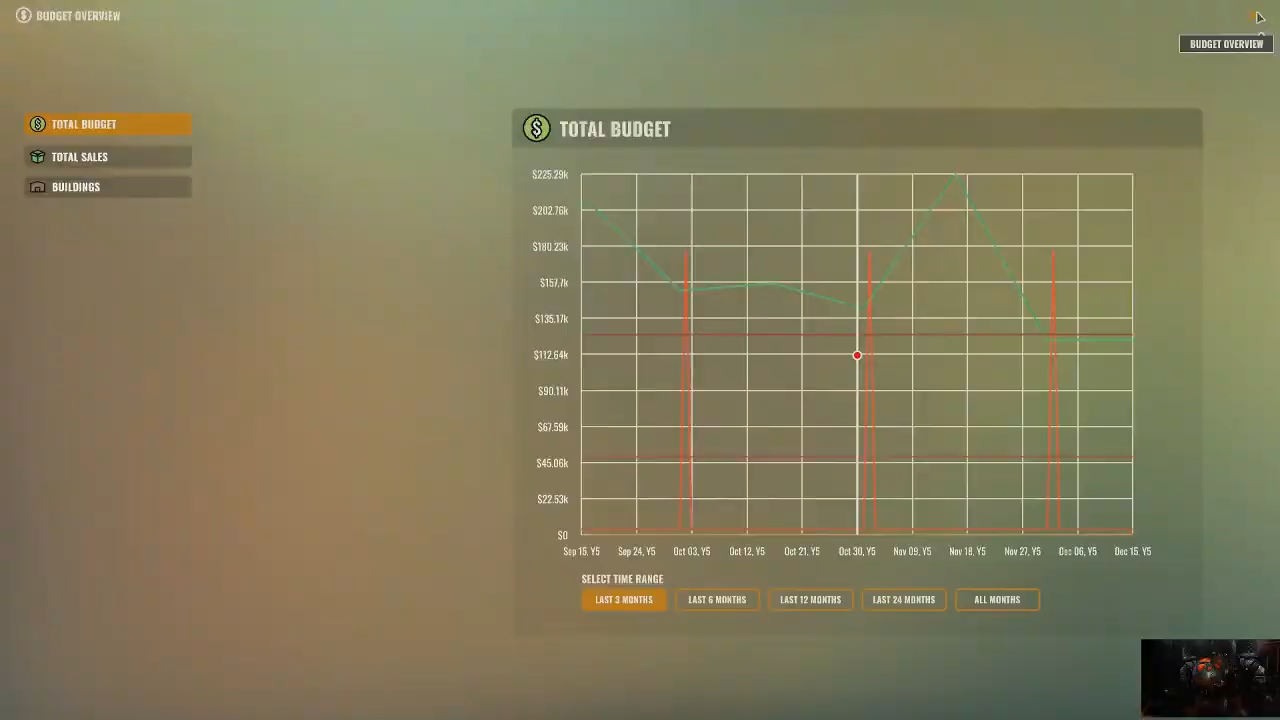 BUDGET OVERVIEW
BUDGET OVERVIEW
TOTAL BUDGET
TOTAL SALES
BUILDINGS
TOTAL BUDGET
$225.29k
$202.76k
$180.23k
$157.7k
$135.17k
$112.64k
$90.11k
$67.59k
$45.06k
$22.53k
$0
Sep 15, Y5 Sep 24, Y5 Oct 03, Y5 Oct 12, Y5 Oct 21, Y5 Oct 30, Y5 Nov 09, Y5 Nov 18, Y5 Nov 27, Y5 Dec 06, Y5 Dec 15, Y5
SELECT TIME RANGE
LAST 3 MONTHS LAST 6 MONTHS LAST 12 MONTHS LAST 24 MONTHS ALL MONTHS